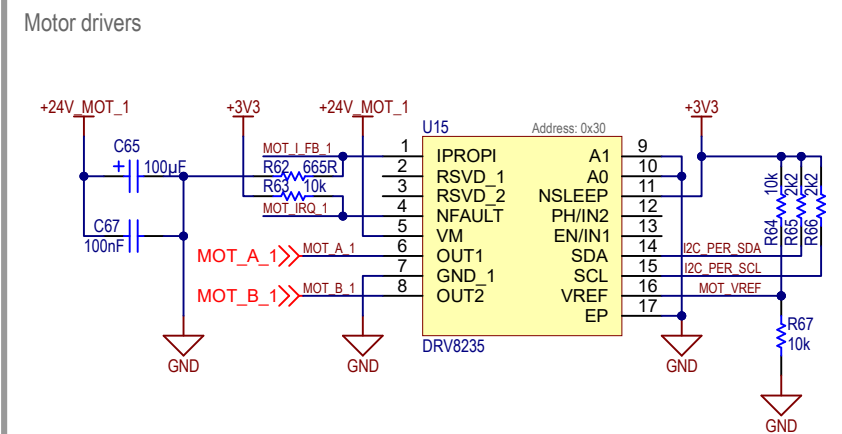 Motor drivers
+24V_MOT_1
+3V3
+24V_MOT_1
+3V3
U15
Address: 0x30
C65
+
100µF
C67
100nF
MOT_I_FB_1
R62 665R
R63 10k
MOT_IRQ_1
MOT_A_1
MOT_A_1
MOT_B_1
MOT_B_1
1 IPROPI
2 RSVD_1
3 RSVD_2
4 NFAULT
5 VM
6 OUT1
7 GND_1
8 OUT2
A1 9
A0 10
NSLEEP 11
PH/IN2 12
EN/IN1 13
SDA 14
SCL 15
VREF 16
EP 17
DRV8235
I2C_PER_SDA
I2C_PER_SCL
MOT_VREF
R64 10k
R65 2k2
R66 2k2
R67
10k
GND
GND
GND
GND